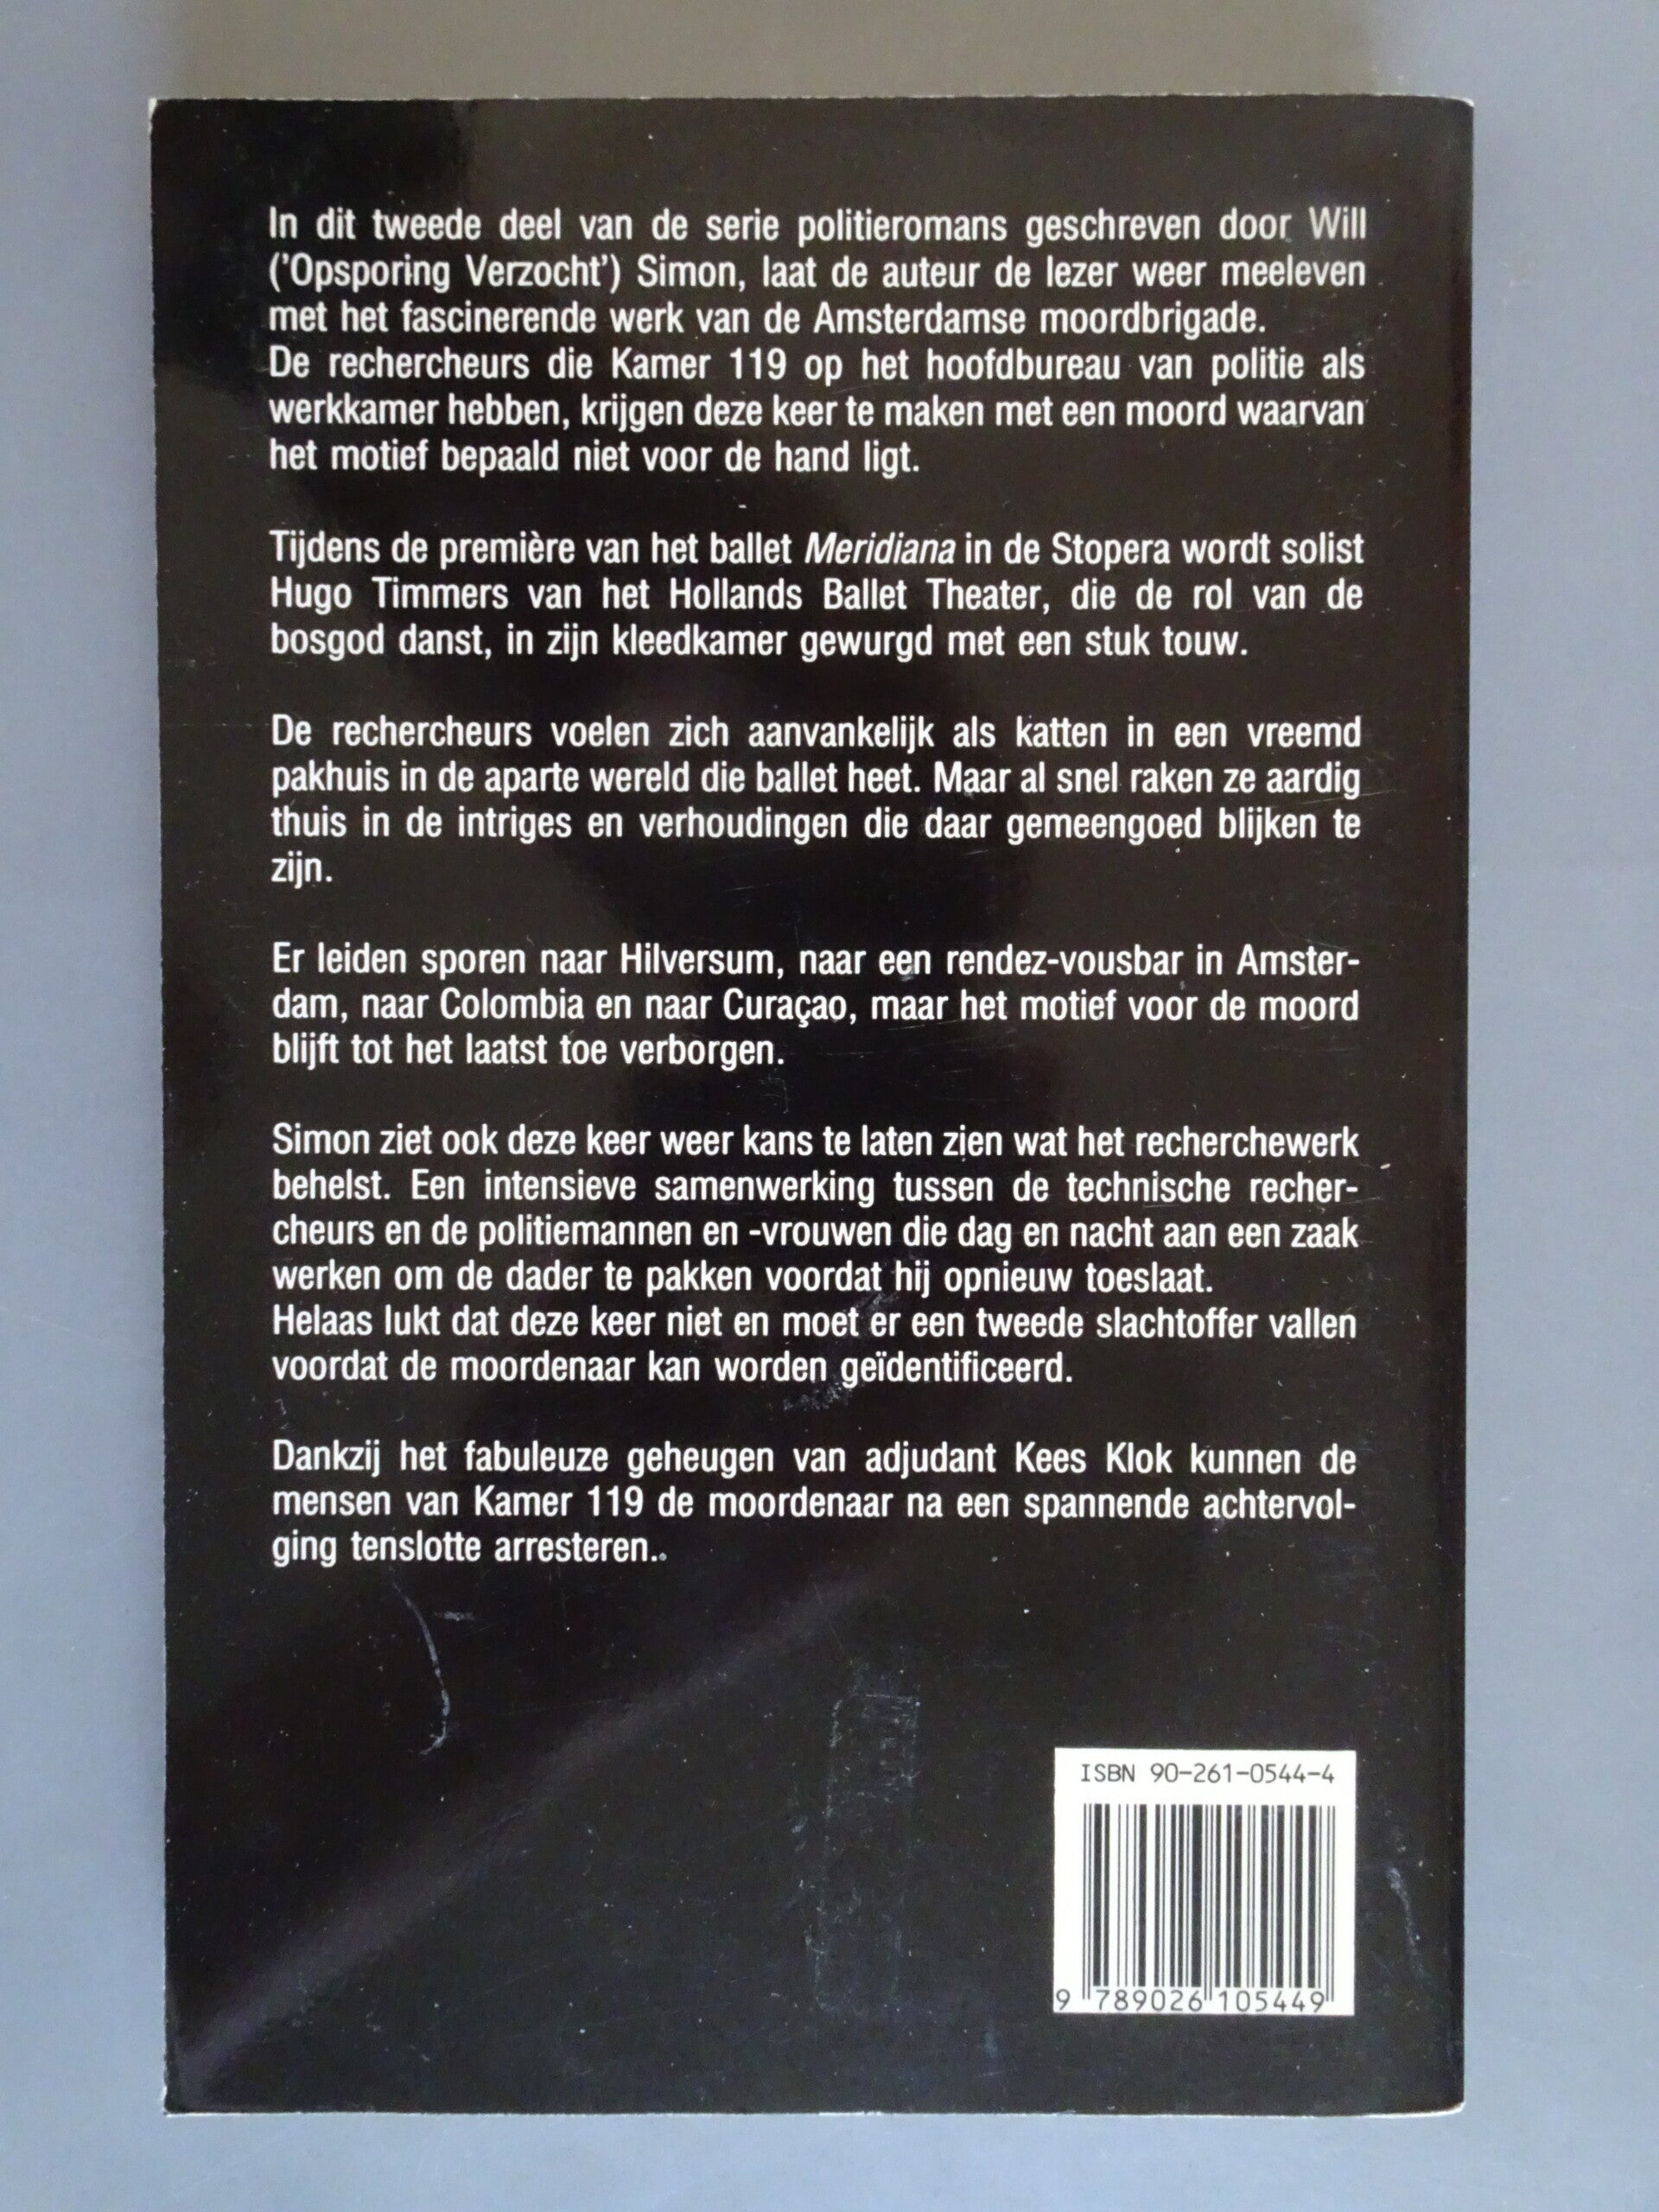 In dit tweede deel van de serie politieromans geschreven door Will
('Opsporing Verzocht') Simon, laat de auteur de lezer weer meeleven
met het fascinerende werk van de Amsterdamse moordbrigade.
De rechercheurs die Kamer 119 op het hoofdbureau van politie als
werkkamer hebben, krijgen deze keer te maken met een moord waarvan
het motief bepaald niet voor de hand ligt.
Tijdens de première van het ballet Meridiana in de Stopera wordt solist
Hugo Timmers van het Hollands Ballet Theater, die de rol van de
bosgod danst, in zijn kleedkamer gewurgd met een stuk touw.
De rechercheurs voelen zich aanvankelijk als katten in een vreemd
pakhuis in de aparte wereld die ballet heet. Maar al snel raken ze aardig
thuis in de intriges en verhoudingen die daar gemeengoed blijken te
zijn.
Er leiden sporen naar Hilversum, naar een rendez-vousbar in Amster-
dam, naar Colombia en naar Curaçao, maar het motief voor de moord
blijft tot het laatst toe verborgen.
Simon ziet ook deze keer weer kans te laten zien wat het recherchewerk
behelst. Een intensieve samenwerking tussen de technische recher-
cheurs en de politiemannen en -vrouwen die dag en nacht aan een zaak
werken om de dader te pakken voordat hij opnieuw toeslaat.
Helaas lukt dat deze keer niet en moet er een tweede slachtoffer vallen
voordat de moordenaar kan worden geïdentificeerd.
Dankzij het fabuleuze geheugen van adjudant Kees Klok kunnen de
mensen van Kamer 119 de moordenaar na een spannende achtervol-
ging tenslotte arresteren..
ISBN 90-261-0544-4
9 789026 105449